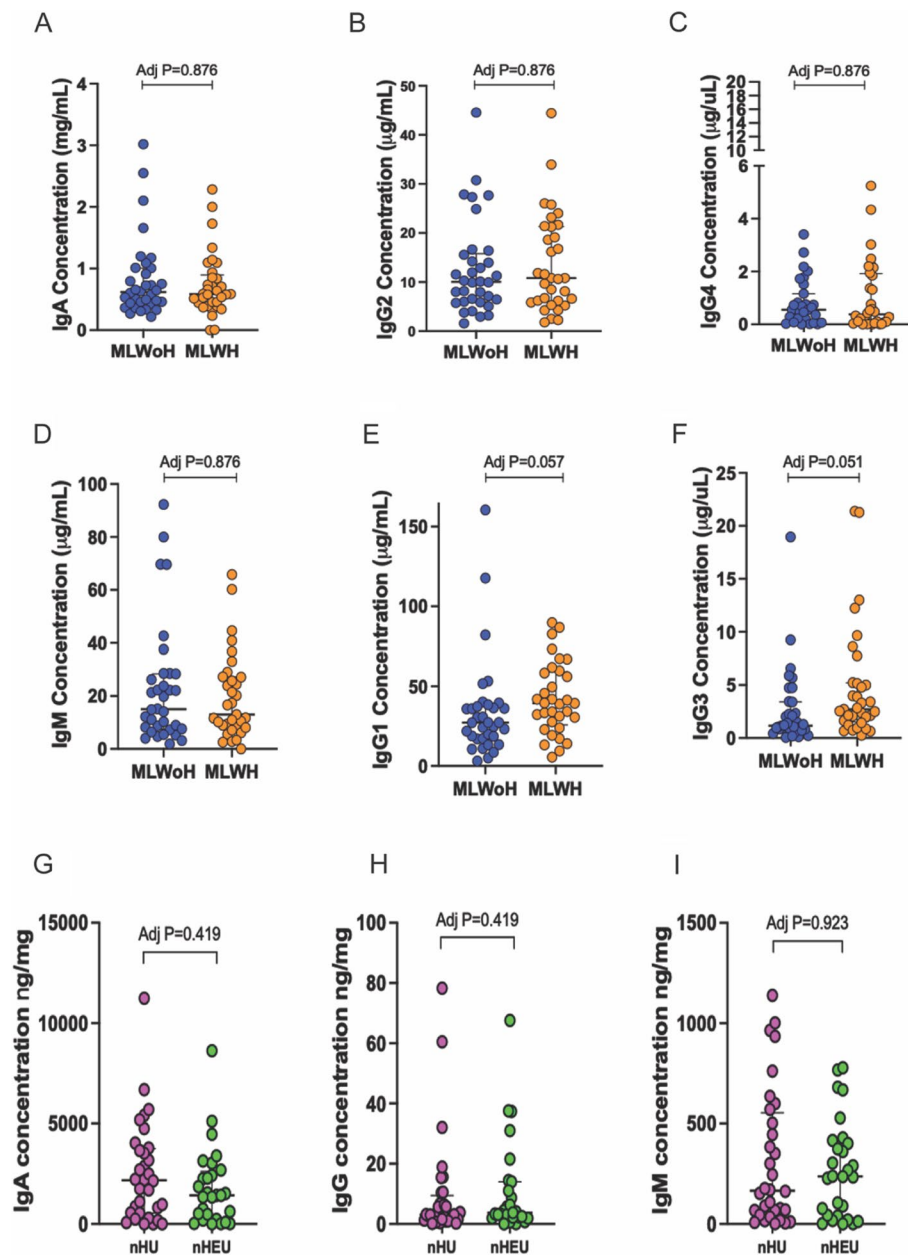 A
Adj P=0.876
IgA Concentration (mg/mL)
4
3
2
1
0
MLWoH MLWH
B
Adj P=0.876
IgG2 Concentration (μg/mL)
50
40
30
20
10
0
MLWoH MLWH
C
Adj P=0.876
IgG4 Concentration (μg/uL)
20
18
16
14
12
10
6
4
2
0
MLWoH MLWH
D
Adj P=0.876
IgM Concentration (μg/mL)
100
80
60
40
20
0
MLWoH MLWH
E
Adj P=0.057
IgG1 Concentration (μg/mL)
150
100
50
0
MLWoH MLWH
F
Adj P=0.051
IgG3 Concentration (μg/uL)
25
20
15
10
5
0
MLWoH MLWH
G
Adj P=0.419
IgA concentration ng/mg
15000
10000
5000
0
nHU nHEU
H
Adj P=0.419
IgG concentration ng/mg
100
80
60
40
20
0
nHU nHEU
I
Adj P=0.923
IgM concentration ng/mg
1500
1000
500
0
nHU nHEU